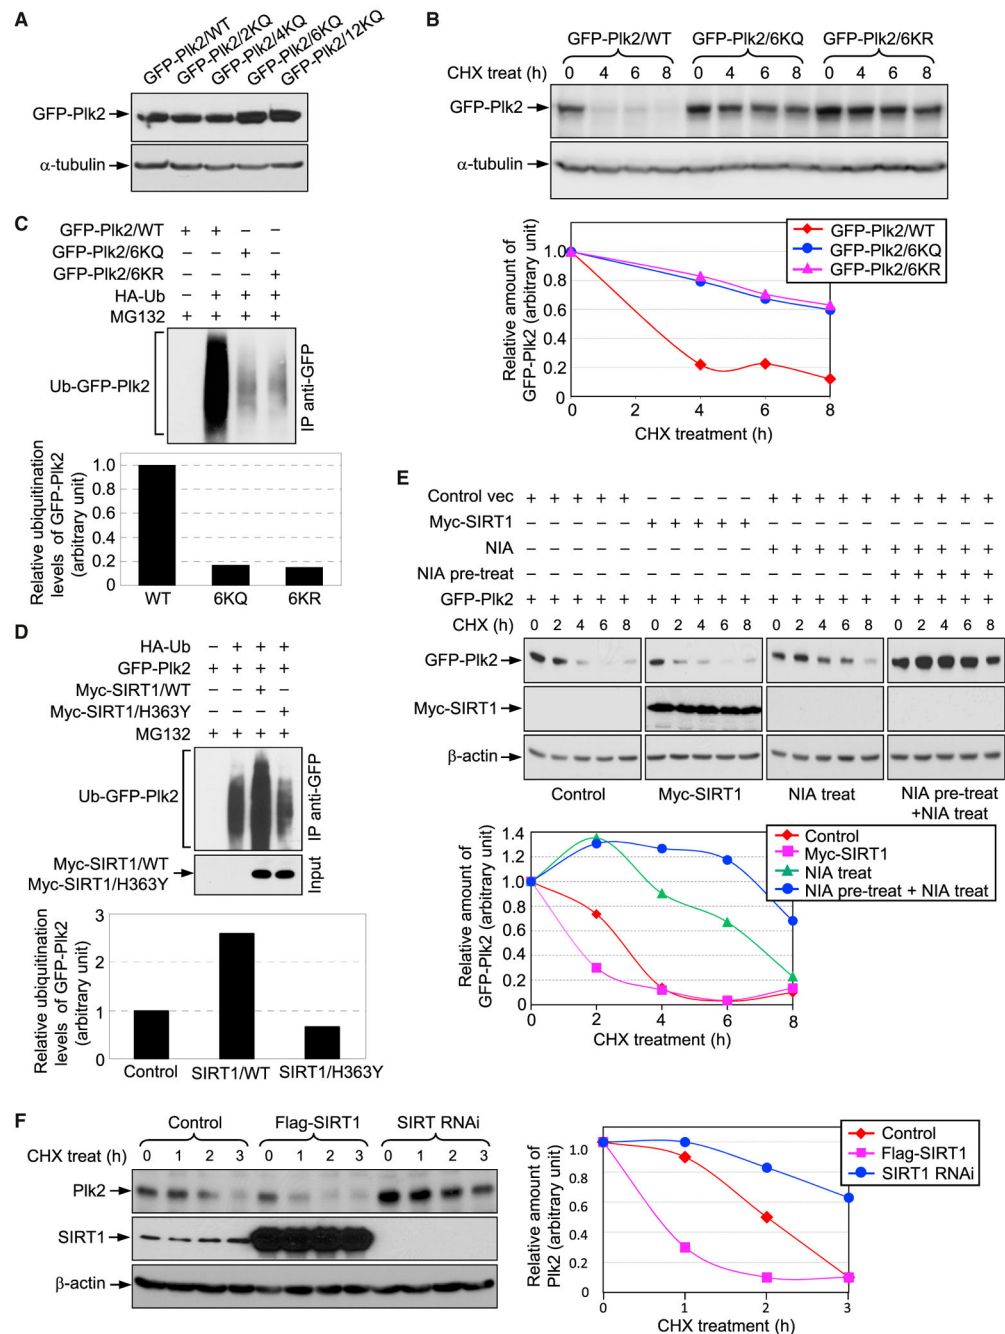 A
GFP-Plk2/WT
GFP-Plk2/2KQ
GFP-Plk2/4KQ
GFP-Plk2/6KQ
GFP-Plk2/12KQ
GFP-Plk2
α-tubulin
B
GFP-Plk2/WT GFP-Plk2/6KQ GFP-Plk2/6KR
CHX treat (h) 0 4 6 8 0 4 6 8 0 4 6 8
GFP-Plk2
α-tubulin
Relative amount of
GFP-Plk2 (arbitrary unit)
1.0
0.8
0.6
0.4
0.2
0
0 2 4 6 8
CHX treatment (h)
GFP-Plk2/WT
GFP-Plk2/6KQ
GFP-Plk2/6KR
C
GFP-Plk2/WT + + – –
GFP-Plk2/6KQ – – + –
GFP-Plk2/6KR – – – +
HA-Ub – + + +
MG132 + + + +
Ub-GFP-Plk2
IP anti-GFP
Relative ubiquitination
levels of GFP-Plk2
(arbitrary unit)
1.0
0.8
0.6
0.4
0.2
0
WT 6KQ 6KR
D
HA-Ub – + + +
GFP-Plk2 + + + +
Myc-SIRT1/WT – – + –
Myc-SIRT1/H363Y – – – +
MG132 + + + +
Ub-GFP-Plk2
IP anti-GFP
Myc-SIRT1/WT
Myc-SIRT1/H363Y
Input
Relative ubiquitination
levels of GFP-Plk2
(arbitrary unit)
3
2
1
0
Control SIRT1/WT SIRT1/H363Y
E
Control vec + + + + + – – – – – + + + + + + + + + +
Myc-SIRT1 – – – – – + + + + + – – – – – – – – – –
NIA – – – – – – – – – – + + + + + + + + + +
NIA pre-treat – – – – – – – – – – – – – – – + + + + +
GFP-Plk2 + + + + + + + + + + + + + + + + + + + +
CHX (h) 0 2 4 6 8 0 2 4 6 8 0 2 4 6 8 0 2 4 6 8
GFP-Plk2
Myc-SIRT1
β-actin
Control Myc-SIRT1 NIA treat NIA pre-treat
+NIA treat
Relative amount of
GFP-Plk2 (arbitrary unit)
1.4
1.2
1.0
0.8
0.6
0.4
0.2
0
0 2 4 6 8
CHX treatment (h)
Control
Myc-SIRT1
NIA treat
NIA pre-treat + NIA treat
F
Control Flag-SIRT1 SIRT RNAi
CHX treat (h) 0 1 2 3 0 1 2 3 0 1 2 3
Plk2
SIRT1
β-actin
Relative amount of
Plk2 (arbitrary unit)
1.0
0.8
0.6
0.4
0.2
0
0 1 2 3
CHX treatment (h)
Control
Flag-SIRT1
SIRT1 RNAi